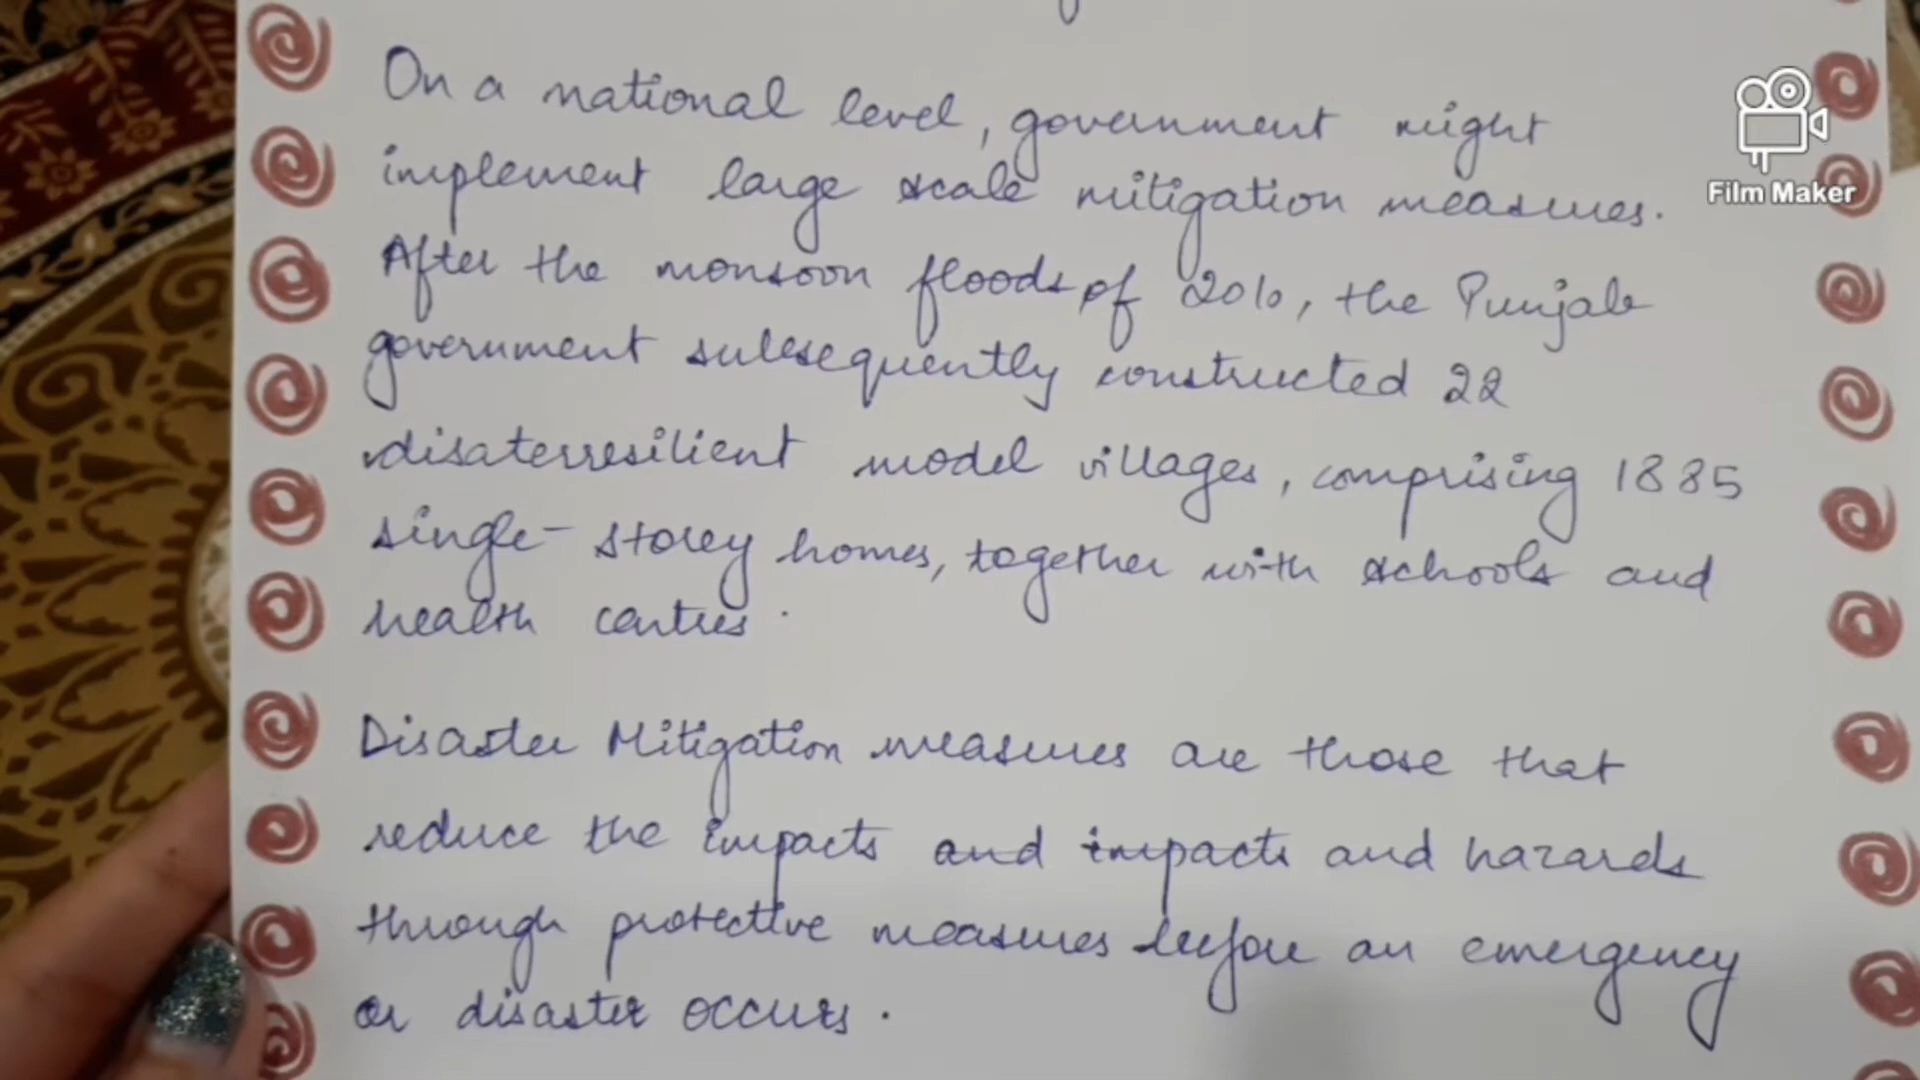 On a national level, government might
Film Maker
implement large scale mitigation measures.
After the monsoon floods of 2010, the Punjab
government subsequently constructed 22
disaterresilient model villages, comprising 1885
single-storey homes, together with schools and
health centres.
Disaster Mitigation measures are those that
reduce the impacts and impacts and hazards
through protective measures before an emergency
or disaster occurs.